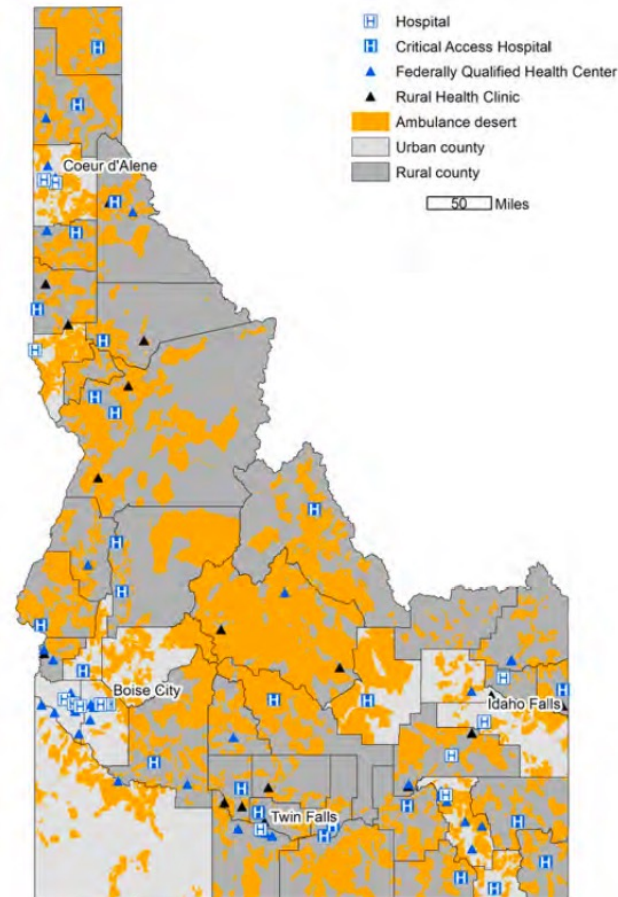 Hospital
Critical Access Hospital
Federally Qualified Health Center
Rural Health Clinic
Ambulance desert
Urban county
Rural county
50 Miles
Coeur d'Alene
Boise City
Idaho Falls
Twin Falls